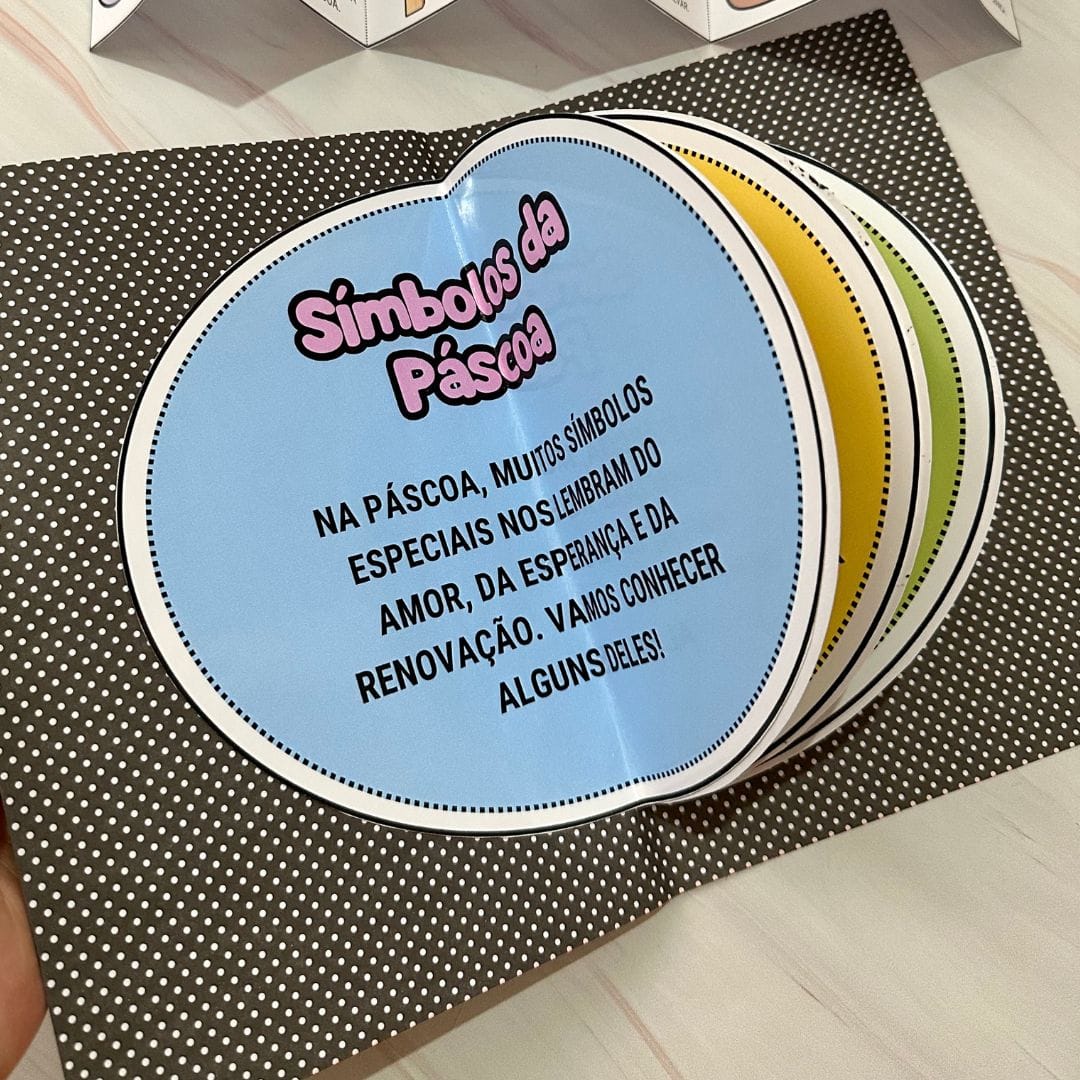 Símbolos da
Páscoa
NA PÁSCOA, MUITOS SÍMBOLOS
ESPECIAIS NOS LEMBRAM DO
AMOR, DA ESPERANÇA E DA
RENOVAÇÃO. VAMOS CONHECER
ALGUNS DELES!